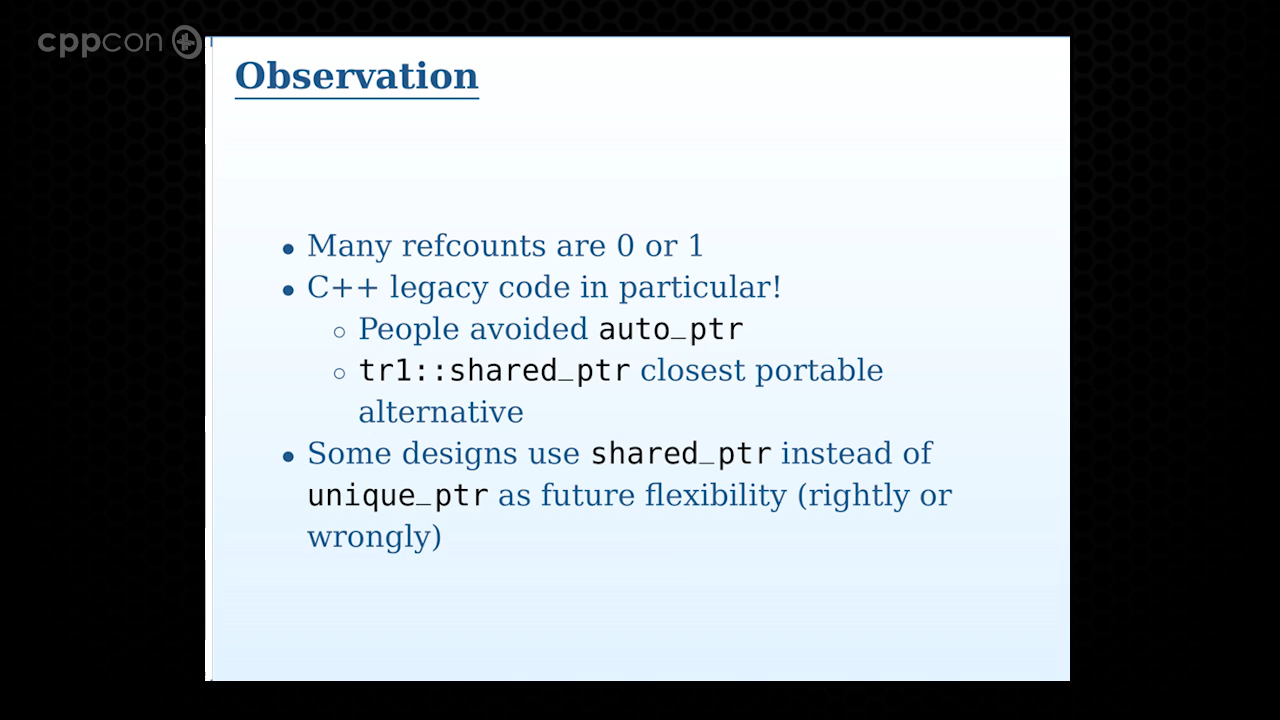 cppcon
Observation
• Many refcounts are 0 or 1
• C++ legacy code in particular!
◦ People avoided auto_ptr
◦ tr1::shared_ptr closest portable
alternative
• Some designs use shared_ptr instead of
unique_ptr as future flexibility (rightly or
wrongly)